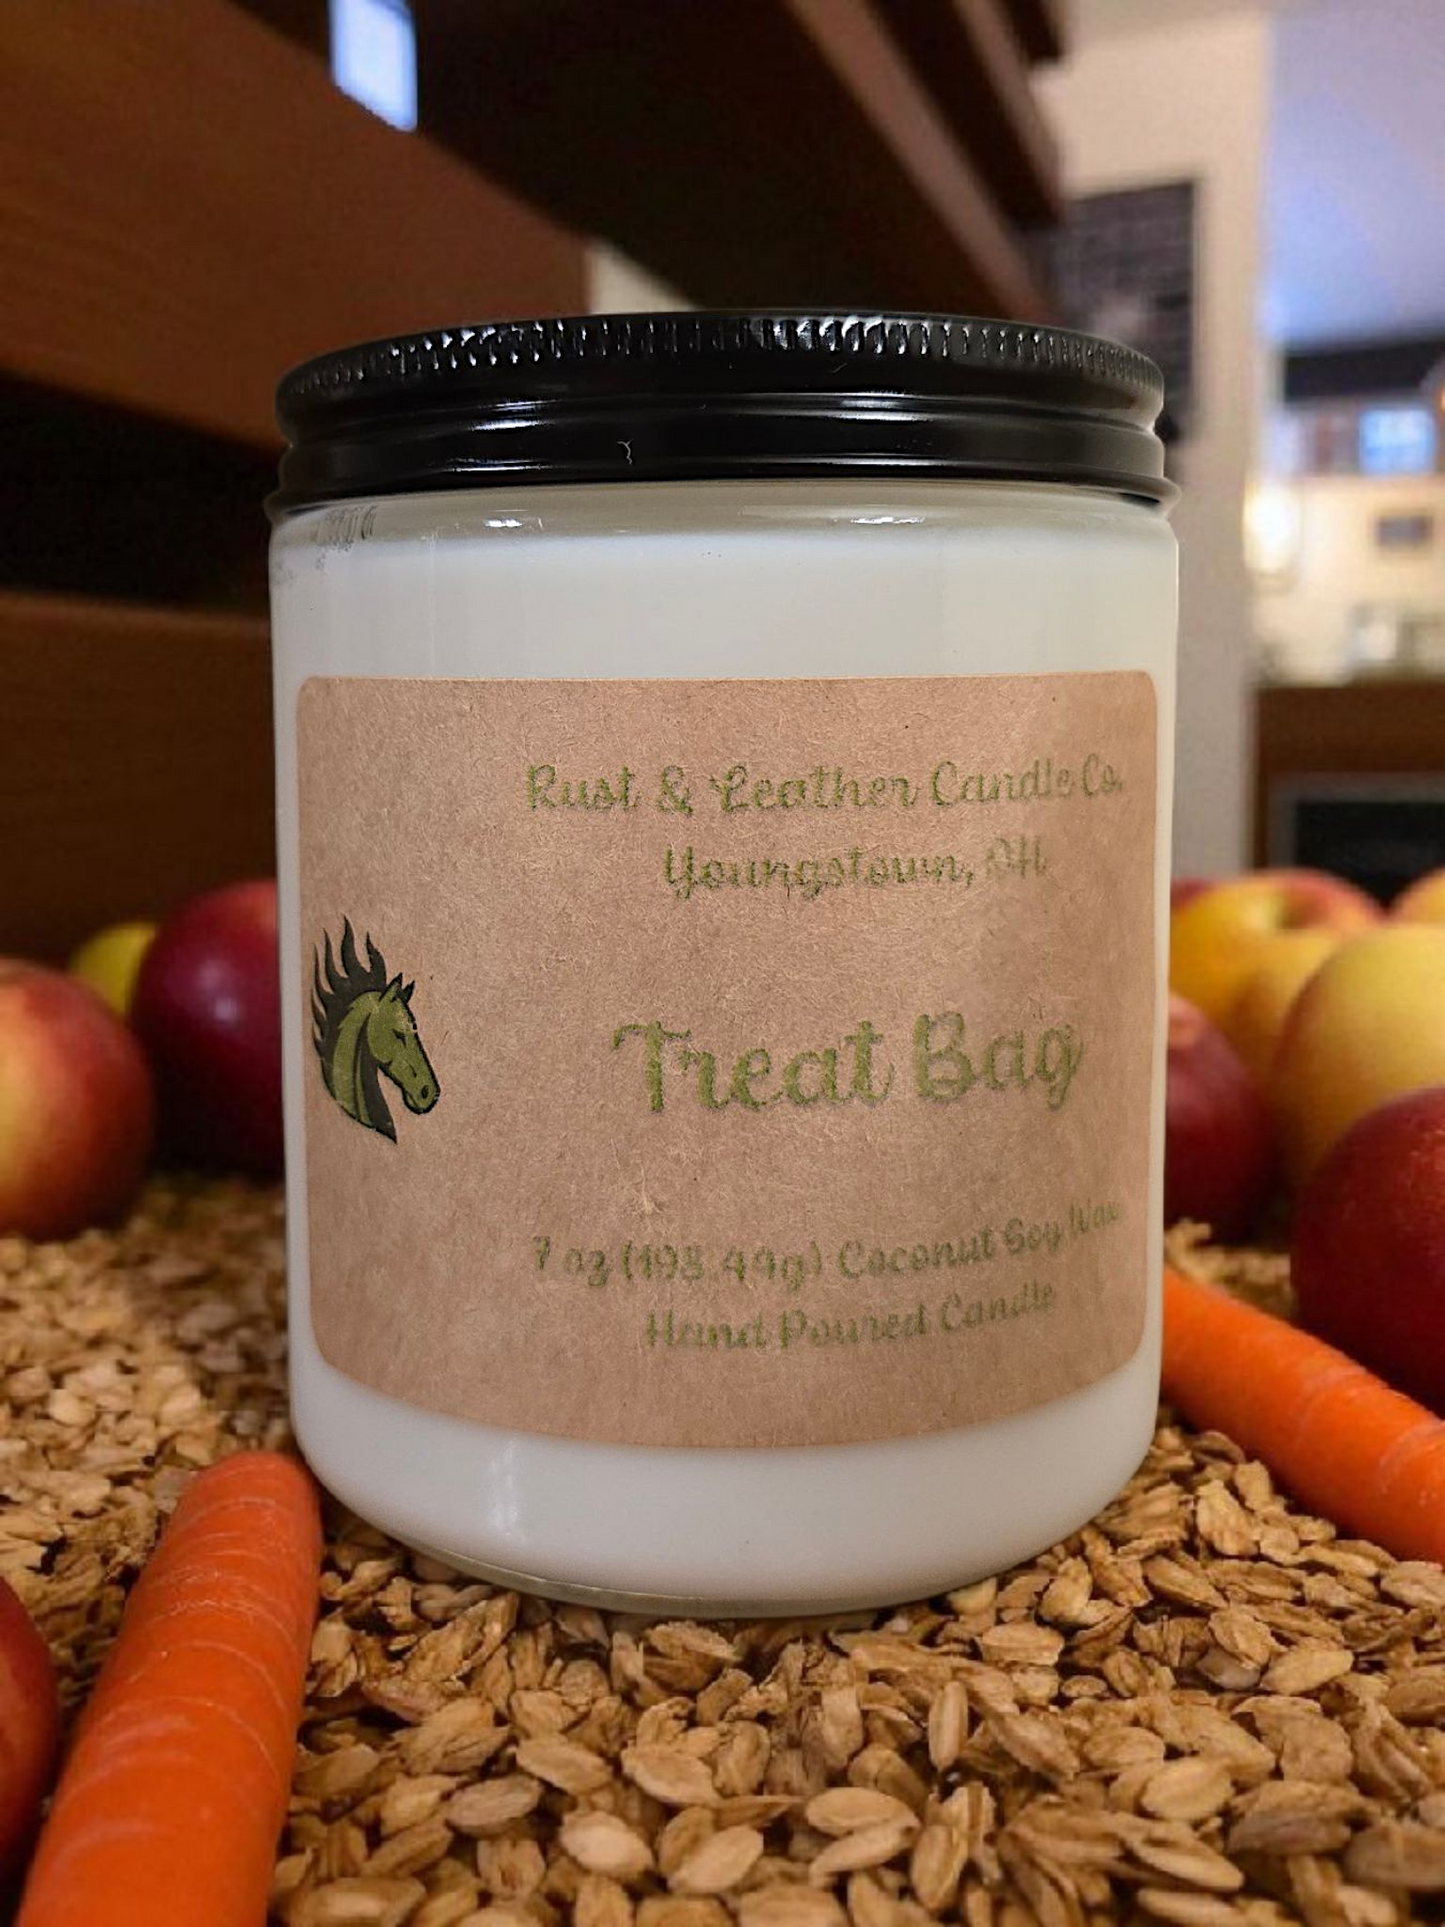 Rust & Leather Candle Co.
Youngstown, OH
Treat Bag
7 oz (198.44g) Coconut Soy Wax
Hand Poured Candle